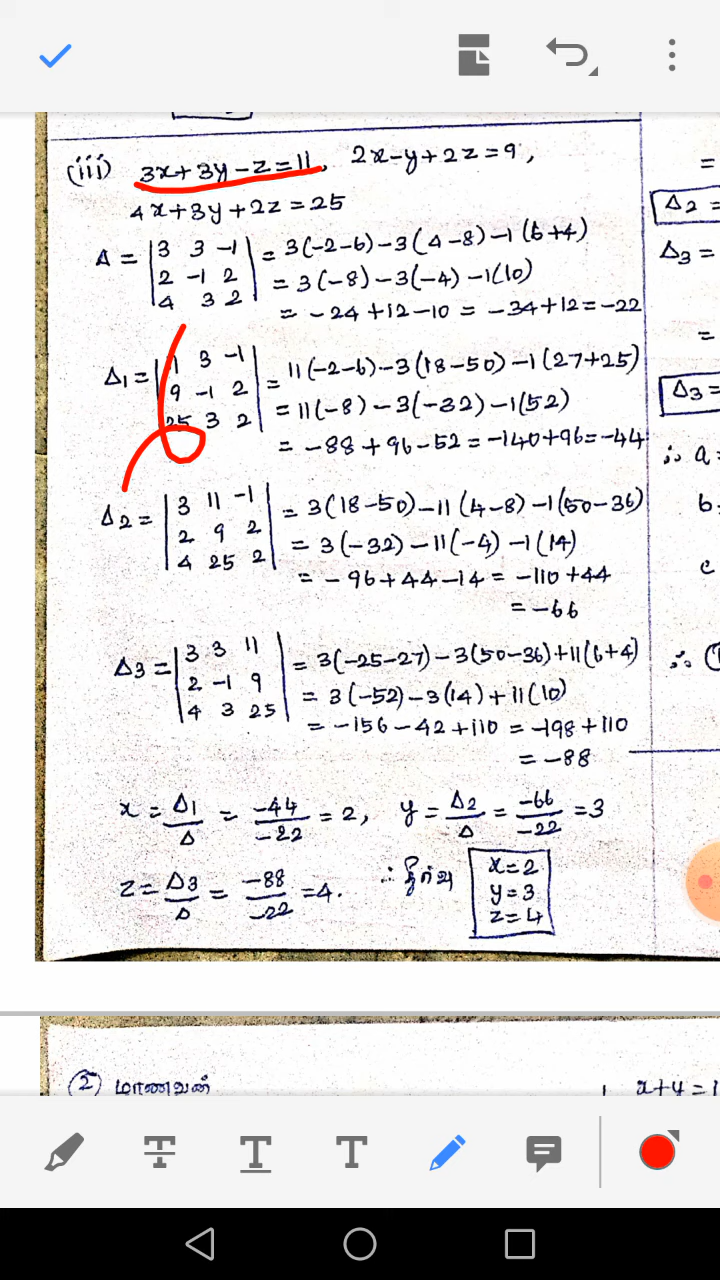 (iii) 3x+3y-z=11, 2x-y+2z=9,
4x+3y+2z=25
Δ = |3 3 -1| = 3(-2-6)-3(4-8)-1(6+4)
|2 -1 2| = 3(-8)-3(-4)-1(10)
|4 3 2| = -24+12-10 = -34+12=-22
Δ1 = |11 3 -1| = 11(-2-6)-3(18-50)-1(27+25)
|9 -1 2| = 11(-8)-3(-32)-1(52)
|25 3 2| = -88+96-52=-140+96=-44
Δ2 = |3 11 -1| = 3(18-50)-11(4-8)-1(50-36)
|2 9 2| = 3(-32)-11(-4)-1(14)
|4 25 2| = -96+44-14 = -110+44
= -66
Δ3 = |3 3 11| = 3(-25-27)-3(50-36)+11(6+4)
|2 -1 9| = 3(-52)-3(14)+11(10)
|4 3 25| = -156-42+110 = -198+110
= -88
x = Δ1/Δ = -44/-22 = 2, y = Δ2/Δ = -66/-22 = 3
z = Δ3/Δ = -88/-22 = 4. ∴ தீர்வு x=2
y=3
z=4
=
Δ2 =
Δ3 =
=
Δ3 =
∴ a =
b
c
∴ (1
② மாணவன்
x+y=1
T T T